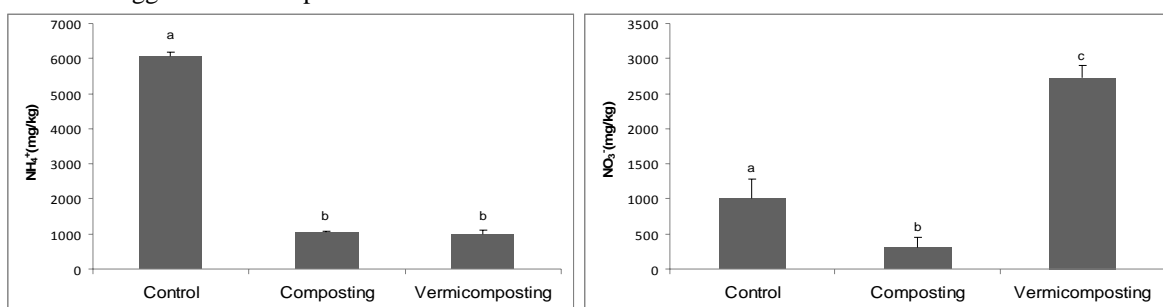 7000
6000
5000
4000
3000
2000
1000
0
NH₄⁺(mg/kg)
a
b
b
Control Composting Vermicomposting
3500
3000
2500
2000
1500
1000
500
0
NO₃⁻(mg/kg)
a
b
c
Control Composting Vermicomposting